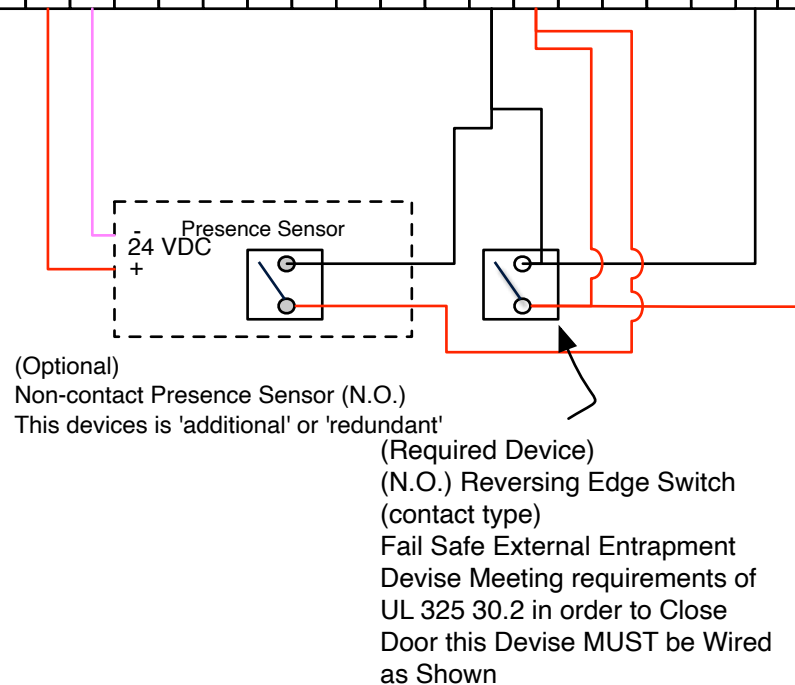 - Presence Sensor
24 VDC
+
(Optional)
Non-contact Presence Sensor (N.O.)
This devices is 'additional' or 'redundant'
(Required Device)
(N.O.) Reversing Edge Switch
(contact type)
Fail Safe External Entrapment
Devise Meeting requirements of
UL 325 30.2 in order to Close
Door this Devise MUST be Wired
as Shown